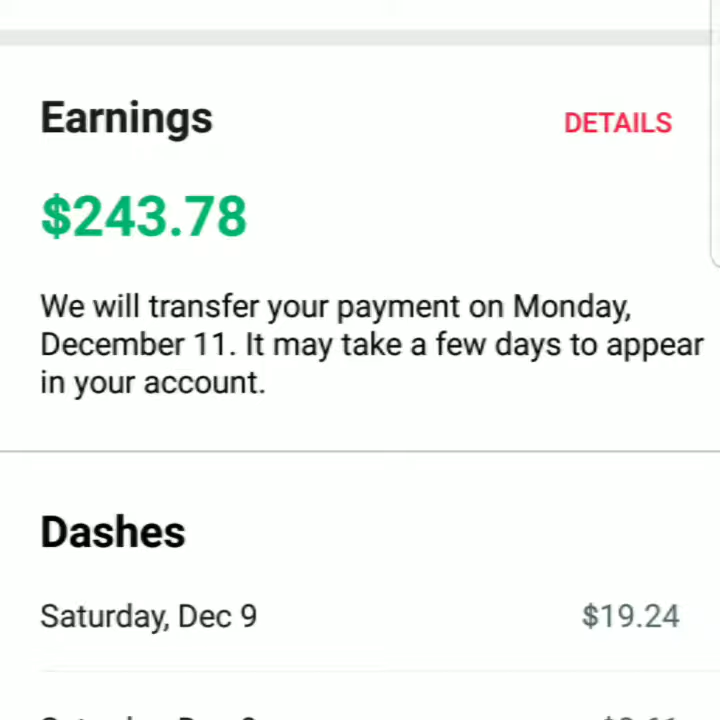 Earnings
DETAILS
$243.78
We will transfer your payment on Monday,
December 11. It may take a few days to appear
in your account.
Dashes
Saturday, Dec 9 $19.24